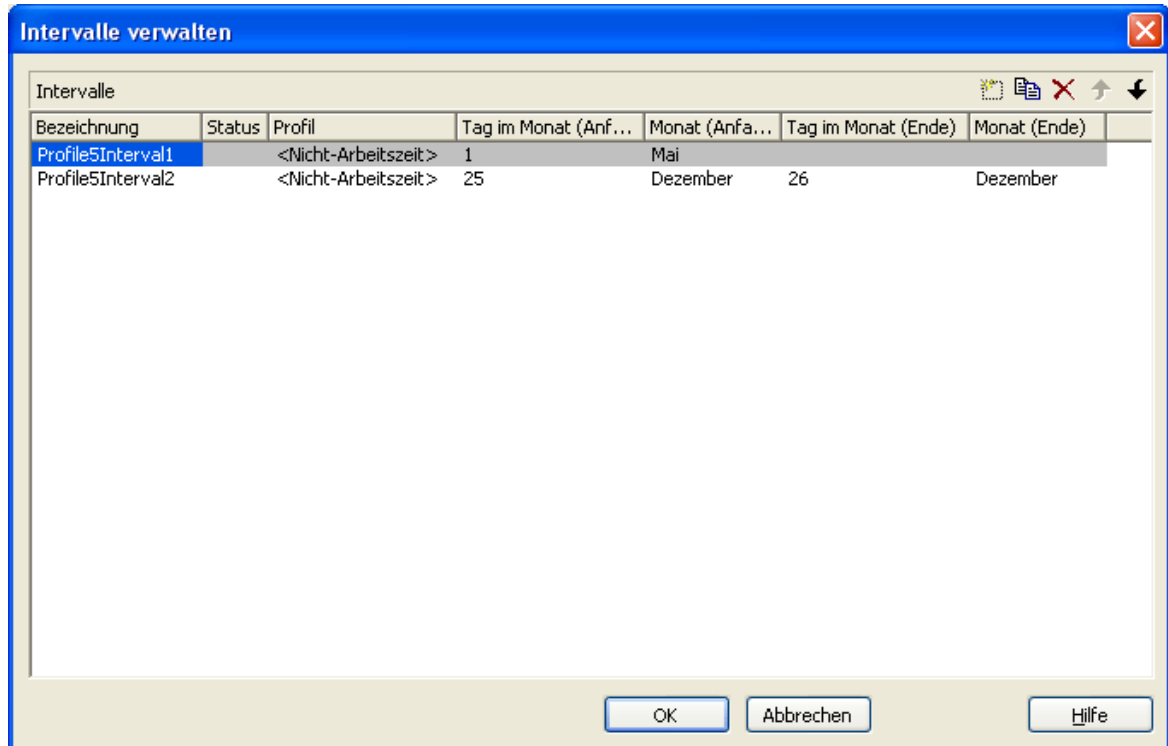 Intervalle verwalten
Intervalle
Bezeichnung Status Profil Tag im Monat (Anf... Monat (Anfa... Tag im Monat (Ende) Monat (Ende)
Profile5Interval1 <Nicht-Arbeitszeit> 1 Mai
Profile5Interval2 <Nicht-Arbeitszeit> 25 Dezember 26 Dezember
OK Abbrechen Hilfe